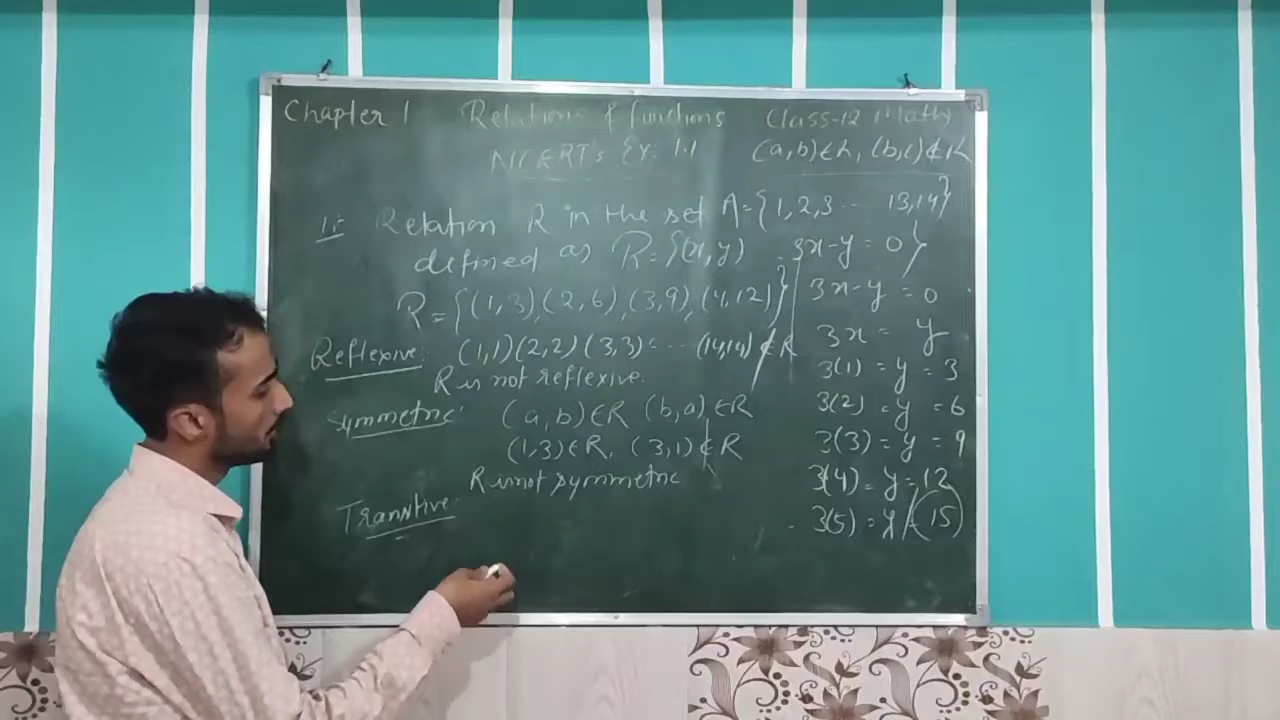 Chapter 1 Relations & functions Class-12 Maths
NCERT's Ex. 1.1
(a,b)∈R, (b,c)∉R
1:- Relation R in the set A={1,2,3 ... 13,14}
defined as R={(x,y) : 3x-y=0}
R={(1,3),(2,6),(3,9),(4,12)}
Reflexive: (1,1)(2,2)(3,3)... (14,14)∉R
R is not reflexive.
Symmetric: (a,b)∈R (b,a)∈R
(1,3)∈R, (3,1)∉R
R is not symmetric
Transitive:
3x-y=0
3x = y
3(1) = y = 3
3(2) = y = 6
3(3) = y = 9
3(4) = y = 12
3(5) = y = 15